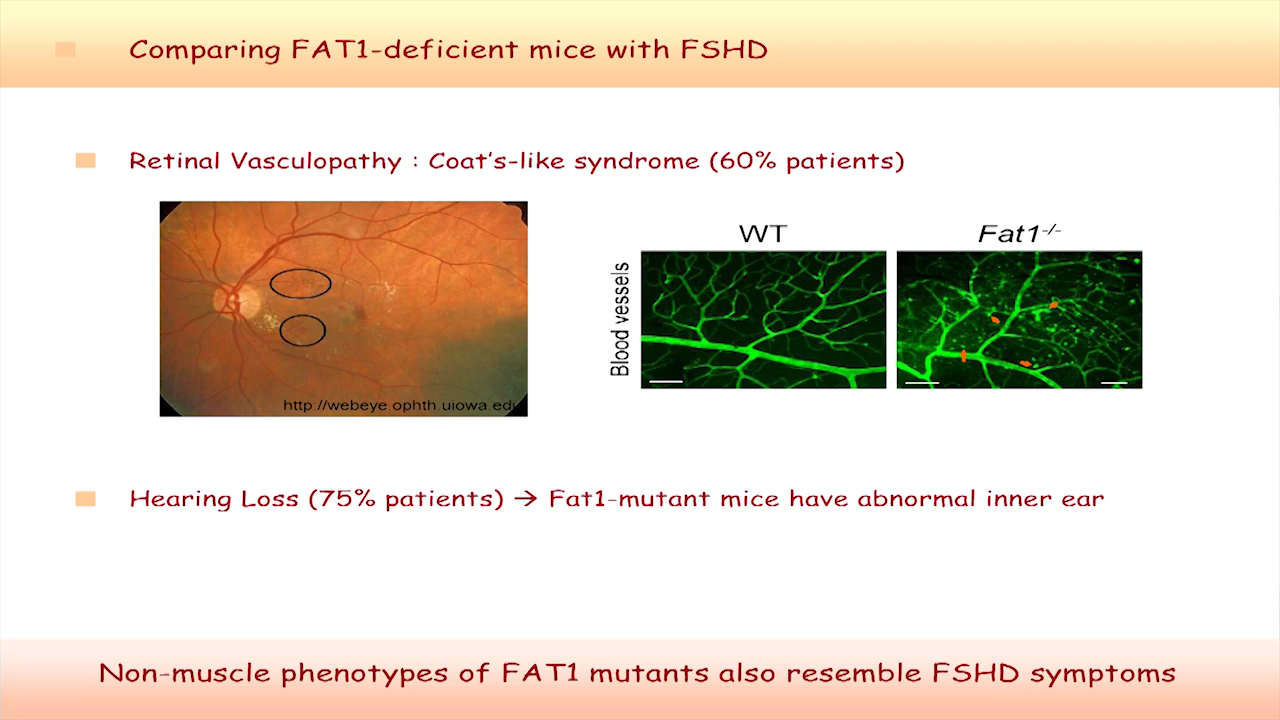 Comparing FAT1-deficient mice with FSHD
Retinal Vasculopathy : Coat's-like syndrome (60% patients)
WT
Fat1-/-
Blood vessels
http://webeye.ophth.uiowa.edu
Hearing Loss (75% patients) → Fat1-mutant mice have abnormal inner ear
Non-muscle phenotypes of FAT1 mutants also resemble FSHD symptoms